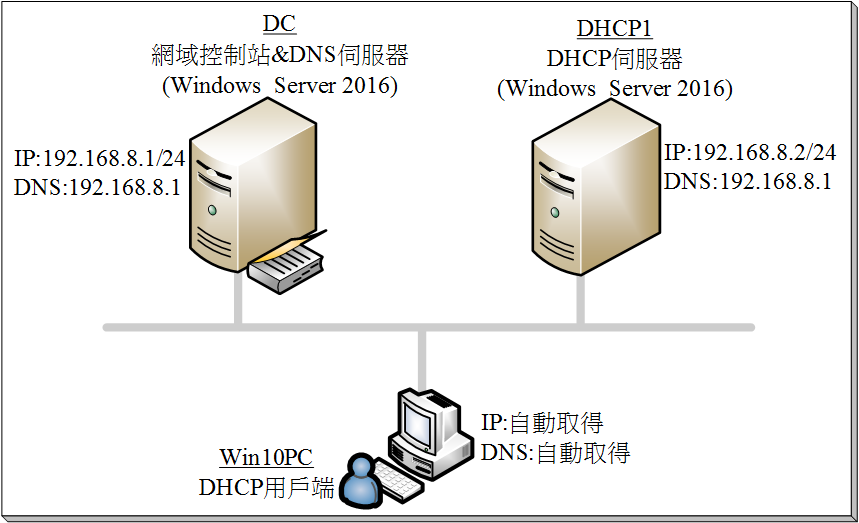 DC
網域控制站&DNS伺服器
(Windows Server 2016)
IP:192.168.8.1/24
DNS:192.168.8.1
DHCP1
DHCP伺服器
(Windows Server 2016)
IP:192.168.8.2/24
DNS:192.168.8.1
Win10PC
DHCP用戶端
IP:自動取得
DNS:自動取得